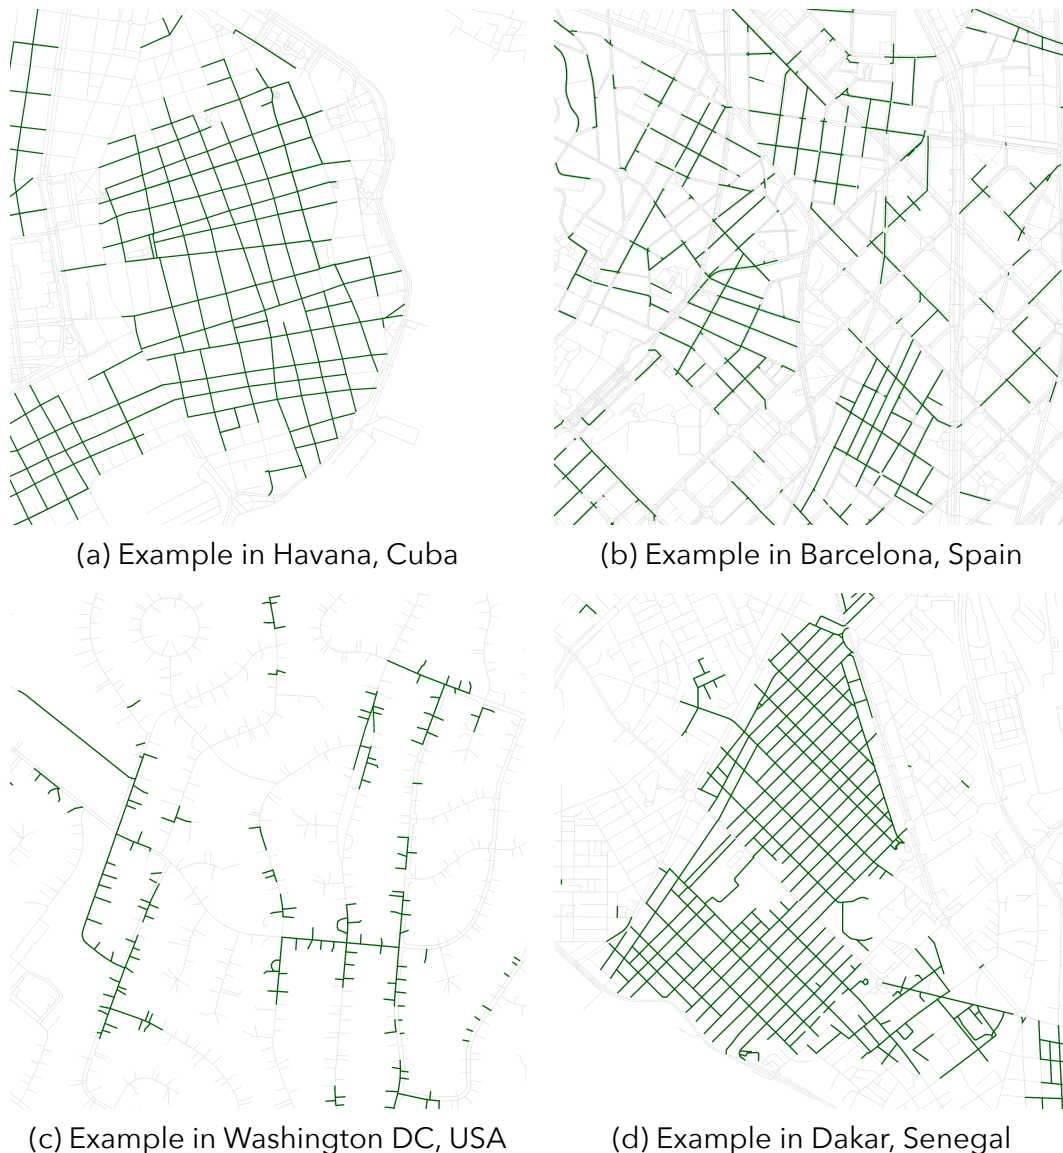 (a) Example in Havana, Cuba
(b) Example in Barcelona, Spain
(c) Example in Washington DC, USA
(d) Example in Dakar, Senegal